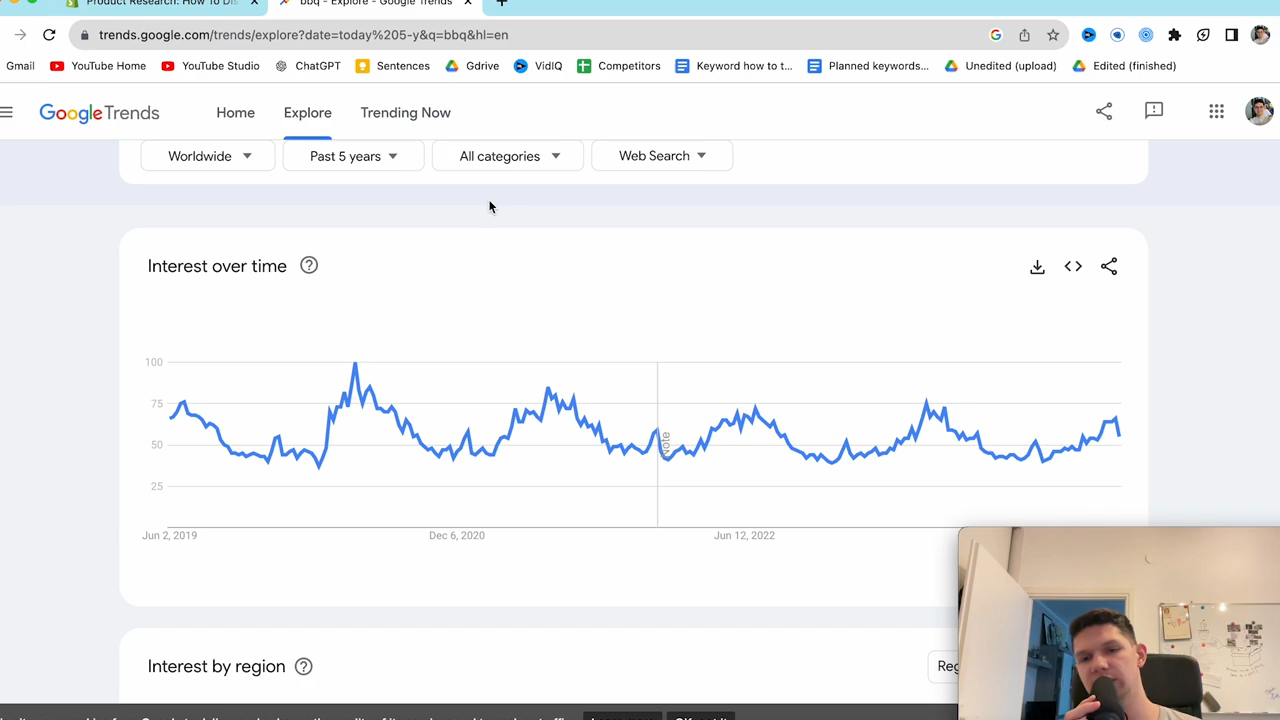 Product Research: How To Dis
bbq - Explore - Google Trends
trends.google.com/trends/explore?date=today%205-y&q=bbq&hl=en
Gmail YouTube Home YouTube Studio ChatGPT Sentences Gdrive VidIQ Competitors Keyword how to t... Planned keywords... Unedited (upload) Edited (finished)
Google Trends Home Explore Trending Now
Worldwide Past 5 years All categories Web Search
Interest over time
100
75
50
25
Note
Jun 2, 2019 Dec 6, 2020 Jun 12, 2022
Interest by region
Reg